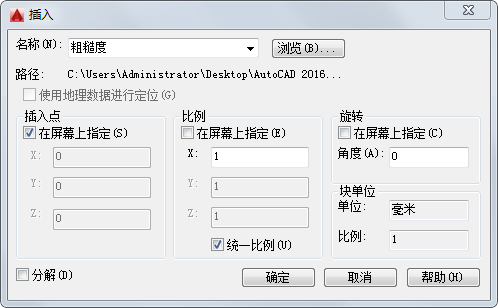 插入
名称(N): 粗糙度 浏览(B)...
路径: C:\Users\Administrator\Desktop\AutoCAD 2016...
使用地理数据进行定位(G)
插入点 比例 旋转
在屏幕上指定(S) 在屏幕上指定(E) 在屏幕上指定(C)
X: 0 X: 1 角度(A): 0
Y: 0 Y: 1 块单位
单位: 毫米
Z: 0 Z: 1 比例: 1
统一比例(U)
分解(D) 确定 取消 帮助(H)